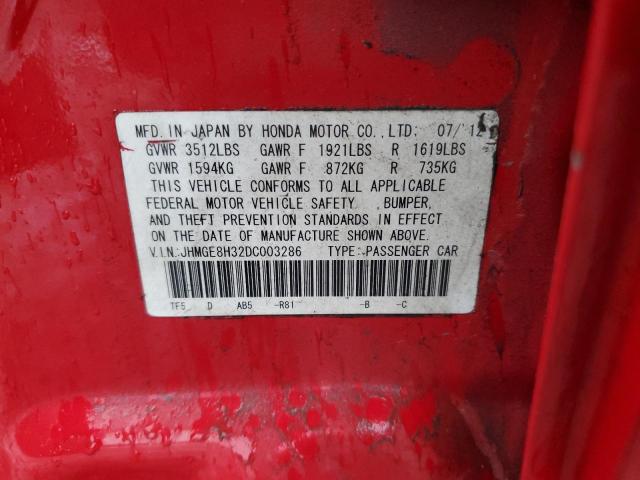 MFD. IN JAPAN BY HONDA MOTOR CO., LTD: 07/12
GVWR 3512LBS GAWR F 1921LBS R 1619LBS
GVWR 1594KG GAWR F 872KG R 735KG
THIS VEHICLE CONFORMS TO ALL APPLICABLE
FEDERAL MOTOR VEHICLE SAFETY ,BUMPER,
AND THEFT PREVENTION STANDARDS IN EFFECT
ON THE DATE OF MANUFACTURE SHOWN ABOVE.
V.I.N:JHMGE8H32DC003286 TYPE:PASSENGER CAR
TF5 D AB5 -R81 -B -C